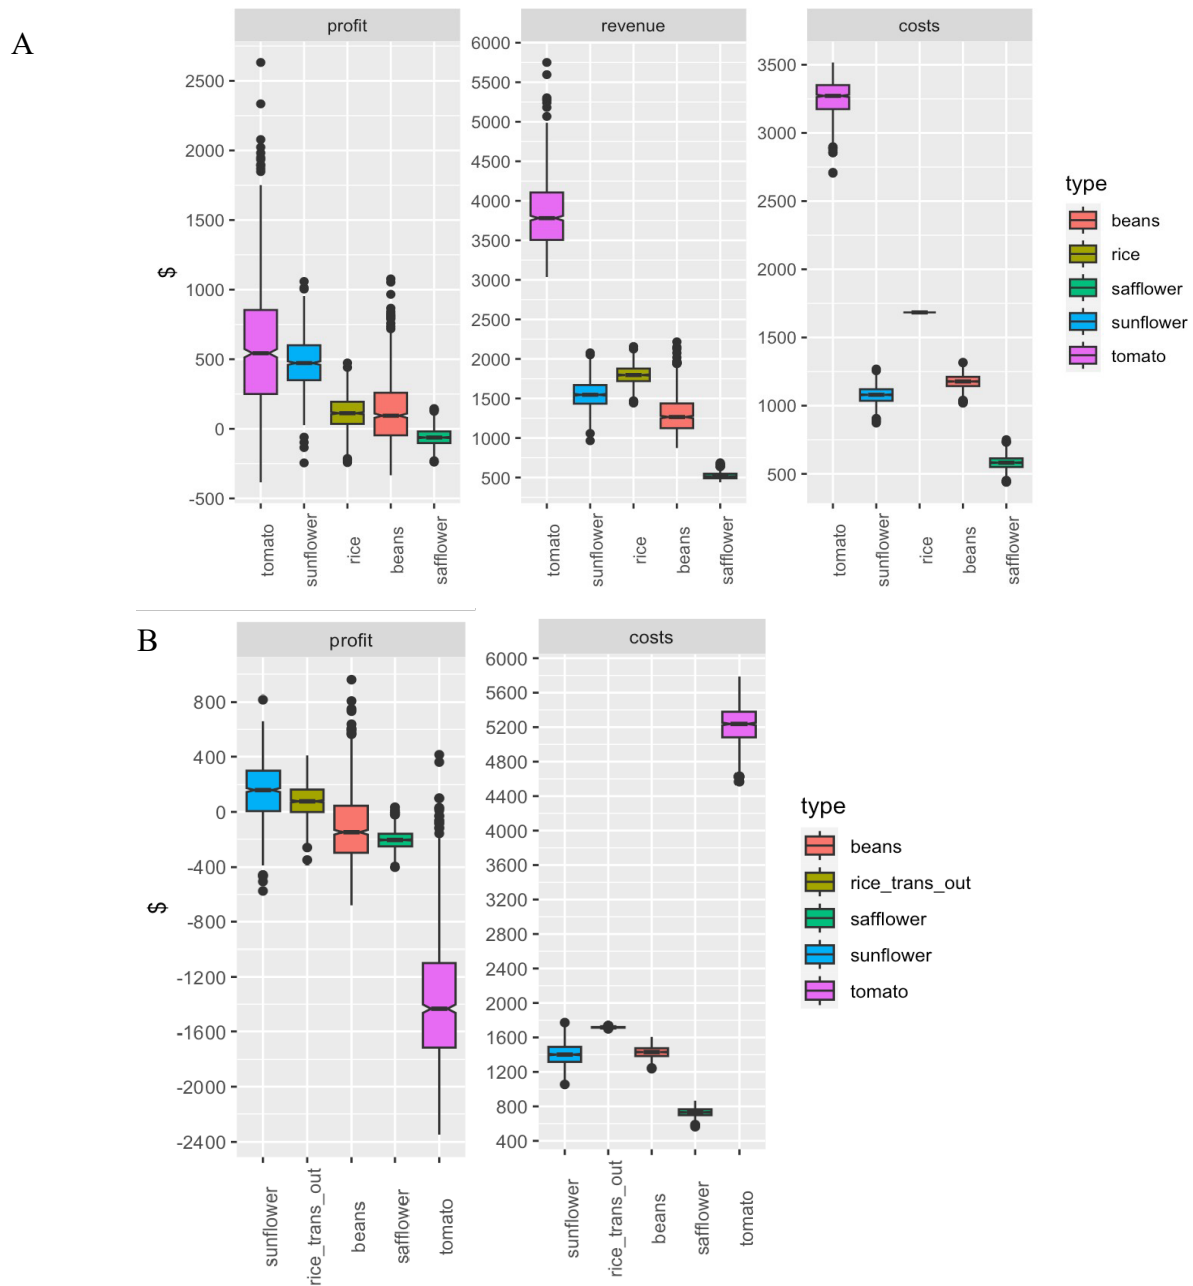 A
profit
revenue
costs
2500
2000
1500
1000
500
0
-500
$
6000
5500
5000
4500
4000
3500
3000
2500
2000
1500
1000
500
3500
3000
2500
2000
1500
1000
500
tomato
sunflower
rice
beans
safflower
tomato
sunflower
rice
beans
safflower
tomato
sunflower
rice
beans
safflower
type
beans
rice
safflower
sunflower
tomato
B
profit
costs
800
400
0
-400
-800
-1200
-1600
-2000
-2400
$
6000
5600
5200
4800
4400
4000
3600
3200
2800
2400
2000
1600
1200
800
400
sunflower
rice_trans_out
beans
safflower
tomato
sunflower
rice_trans_out
beans
safflower
tomato
type
beans
rice_trans_out
safflower
sunflower
tomato